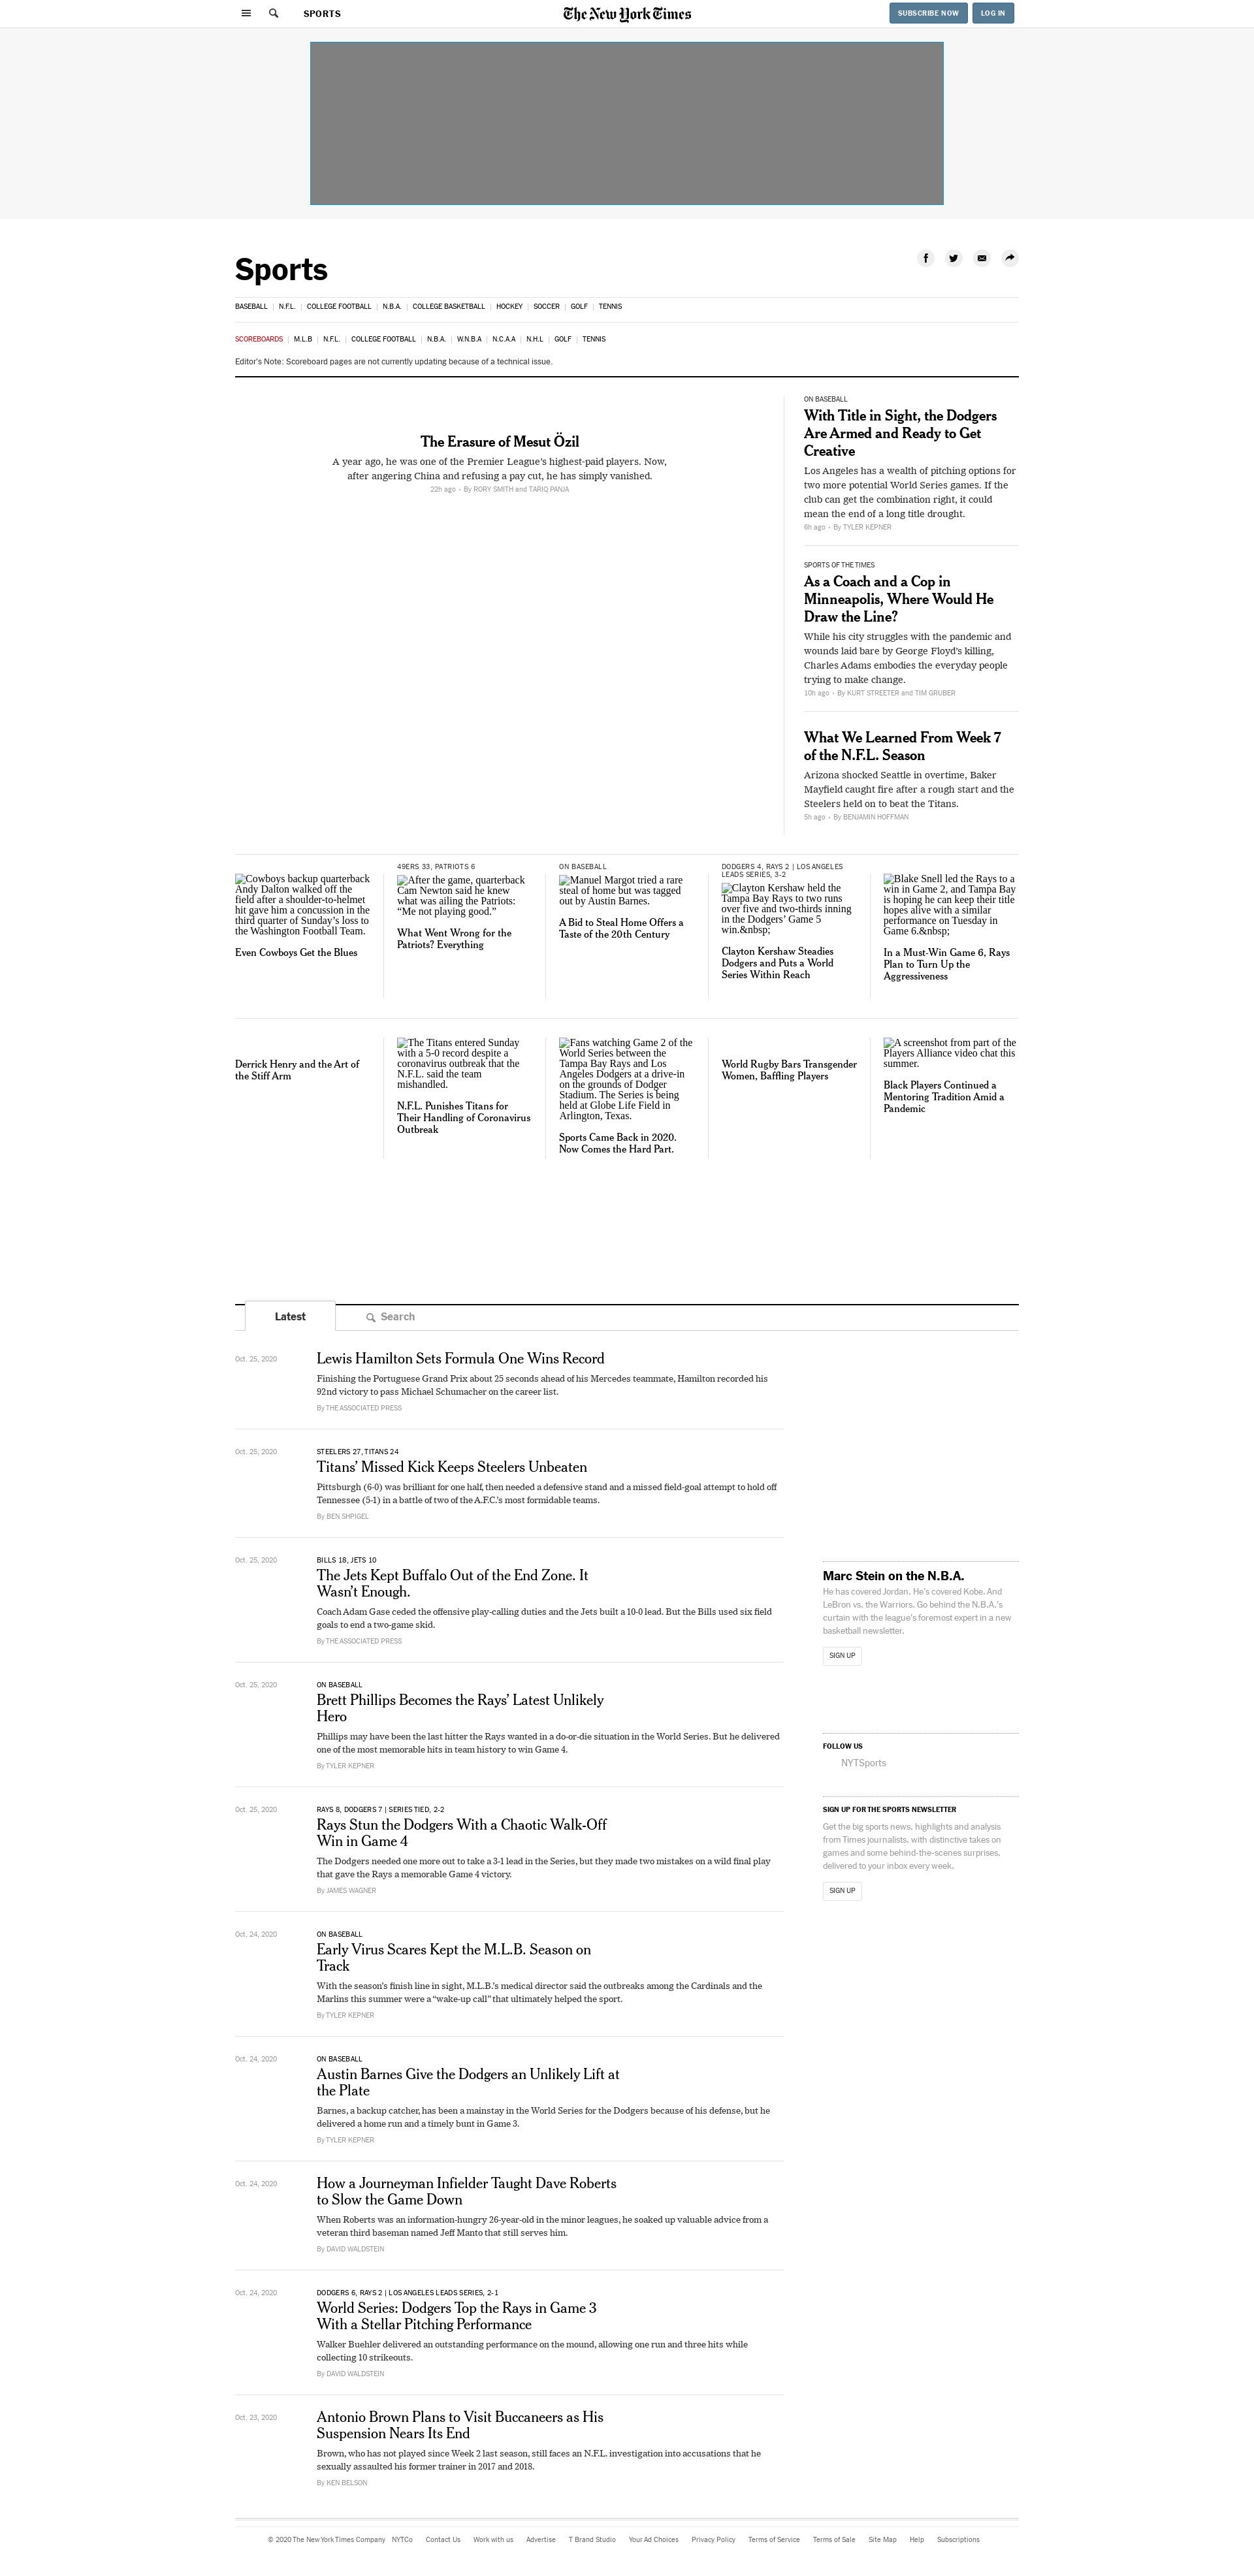 SPORTS
The New York Times
SUBSCRIBE NOW
LOG IN
Sports
BASEBALL | N.F.L. | COLLEGE FOOTBALL | N.B.A. | COLLEGE BASKETBALL | HOCKEY | SOCCER | GOLF | TENNIS
SCOREBOARDS | M.L.B | N.F.L. | COLLEGE FOOTBALL | N.B.A. | W.N.B.A | N.C.A.A | N.H.L | GOLF | TENNIS
Editor's Note: Scoreboard pages are not currently updating because of a technical issue.
The Erasure of Mesut Özil
A year ago, he was one of the Premier League's highest-paid players. Now,
after angering China and refusing a pay cut, he has simply vanished.
22h ago • By RORY SMITH and TARIQ PANJA
ON BASEBALL
With Title in Sight, the Dodgers
Are Armed and Ready to Get
Creative
Los Angeles has a wealth of pitching options for
two more potential World Series games. If the
club can get the combination right, it could
mean the end of a long title drought.
6h ago • By TYLER KEPNER
SPORTS OF THE TIMES
As a Coach and a Cop in
Minneapolis, Where Would He
Draw the Line?
While his city struggles with the pandemic and
wounds laid bare by George Floyd's killing,
Charles Adams embodies the everyday people
trying to make change.
10h ago • By KURT STREETER and TIM GRUBER
What We Learned From Week 7
of the N.F.L. Season
Arizona shocked Seattle in overtime, Baker
Mayfield caught fire after a rough start and the
Steelers held on to beat the Titans.
5h ago • By BENJAMIN HOFFMAN
Cowboys backup quarterback
Andy Dalton walked off the
field after a shoulder-to-helmet
hit gave him a concussion in the
third quarter of Sunday's loss to
the Washington Football Team.
Even Cowboys Get the Blues
49ERS 33, PATRIOTS 6
After the game, quarterback
Cam Newton said he knew
what was ailing the Patriots:
“Me not playing good.”
What Went Wrong for the
Patriots? Everything
ON BASEBALL
Manuel Margot tried a rare
steal of home but was tagged
out by Austin Barnes.
A Bid to Steal Home Offers a
Taste of the 20th Century
DODGERS 4, RAYS 2 | LOS ANGELES
LEADS SERIES, 3-2
Clayton Kershaw held the
Tampa Bay Rays to two runs
over five and two-thirds inning
in the Dodgers’ Game 5
win.&nbsp;
Clayton Kershaw Steadies
Dodgers and Puts a World
Series Within Reach
Blake Snell led the Rays to a
win in Game 2, and Tampa Bay
is hoping he can keep their title
hopes alive with a similar
performance on Tuesday in
Game 6.&nbsp;
In a Must-Win Game 6, Rays
Plan to Turn Up the
Aggressiveness
Derrick Henry and the Art of
the Stiff Arm
The Titans entered Sunday
with a 5-0 record despite a
coronavirus outbreak that the
N.F.L. said the team
mishandled.
N.F.L. Punishes Titans for
Their Handling of Coronavirus
Outbreak
Fans watching Game 2 of the
World Series between the
Tampa Bay Rays and Los
Angeles Dodgers at a drive-in
on the grounds of Dodger
Stadium. The Series is being
held at Globe Life Field in
Arlington, Texas.
Sports Came Back in 2020.
Now Comes the Hard Part.
World Rugby Bars Transgender
Women, Baffling Players
A screenshot from part of the
Players Alliance video chat this
summer.
Black Players Continued a
Mentoring Tradition Amid a
Pandemic
Latest
Search
Oct. 25, 2020
Lewis Hamilton Sets Formula One Wins Record
Finishing the Portuguese Grand Prix about 25 seconds ahead of his Mercedes teammate, Hamilton recorded his
92nd victory to pass Michael Schumacher on the career list.
By THE ASSOCIATED PRESS
Oct. 25, 2020
STEELERS 27, TITANS 24
Titans’ Missed Kick Keeps Steelers Unbeaten
Pittsburgh (6-0) was brilliant for one half, then needed a defensive stand and a missed field-goal attempt to hold off
Tennessee (5-1) in a battle of two of the A.F.C.’s most formidable teams.
By BEN SHPIGEL
Oct. 25, 2020
BILLS 18, JETS 10
The Jets Kept Buffalo Out of the End Zone. It
Wasn’t Enough.
Coach Adam Gase ceded the offensive play-calling duties and the Jets built a 10-0 lead. But the Bills used six field
goals to end a two-game skid.
By THE ASSOCIATED PRESS
Oct. 25, 2020
ON BASEBALL
Brett Phillips Becomes the Rays’ Latest Unlikely
Hero
Phillips may have been the last hitter the Rays wanted in a do-or-die situation in the World Series. But he delivered
one of the most memorable hits in team history to win Game 4.
By TYLER KEPNER
Oct. 25, 2020
RAYS 8, DODGERS 7 | SERIES TIED, 2-2
Rays Stun the Dodgers With a Chaotic Walk-Off
Win in Game 4
The Dodgers needed one more out to take a 3-1 lead in the Series, but they made two mistakes on a wild final play
that gave the Rays a memorable Game 4 victory.
By JAMES WAGNER
Oct. 24, 2020
ON BASEBALL
Early Virus Scares Kept the M.L.B. Season on
Track
With the season’s finish line in sight, M.L.B.’s medical director said the outbreaks among the Cardinals and the
Marlins this summer were a “wake-up call” that ultimately helped the sport.
By TYLER KEPNER
Oct. 24, 2020
ON BASEBALL
Austin Barnes Give the Dodgers an Unlikely Lift at
the Plate
Barnes, a backup catcher, has been a mainstay in the World Series for the Dodgers because of his defense, but he
delivered a home run and a timely bunt in Game 3.
By TYLER KEPNER
Oct. 24, 2020
How a Journeyman Infielder Taught Dave Roberts
to Slow the Game Down
When Roberts was an information-hungry 26-year-old in the minor leagues, he soaked up valuable advice from a
veteran third baseman named Jeff Manto that still serves him.
By DAVID WALDSTEIN
Oct. 24, 2020
DODGERS 6, RAYS 2 | LOS ANGELES LEADS SERIES, 2-1
World Series: Dodgers Top the Rays in Game 3
With a Stellar Pitching Performance
Walker Buehler delivered an outstanding performance on the mound, allowing one run and three hits while
collecting 10 strikeouts.
By DAVID WALDSTEIN
Oct. 23, 2020
Antonio Brown Plans to Visit Buccaneers as His
Suspension Nears Its End
Brown, who has not played since Week 2 last season, still faces an N.F.L. investigation into accusations that he
sexually assaulted his former trainer in 2017 and 2018.
By KEN BELSON
Marc Stein on the N.B.A.
He has covered Jordan. He’s covered Kobe. And
LeBron vs. the Warriors. Go behind the N.B.A.’s
curtain with the league’s foremost expert in a new
basketball newsletter.
SIGN UP
FOLLOW US
NYTSports
SIGN UP FOR THE SPORTS NEWSLETTER
Get the big sports news, highlights and analysis
from Times journalists, with distinctive takes on
games and some behind-the-scenes surprises,
delivered to your inbox every week.
SIGN UP
© 2020 The New York Times Company NYTCo Contact Us Work with us Advertise T Brand Studio Your Ad Choices Privacy Policy Terms of Service Terms of Sale Site Map Help Subscriptions